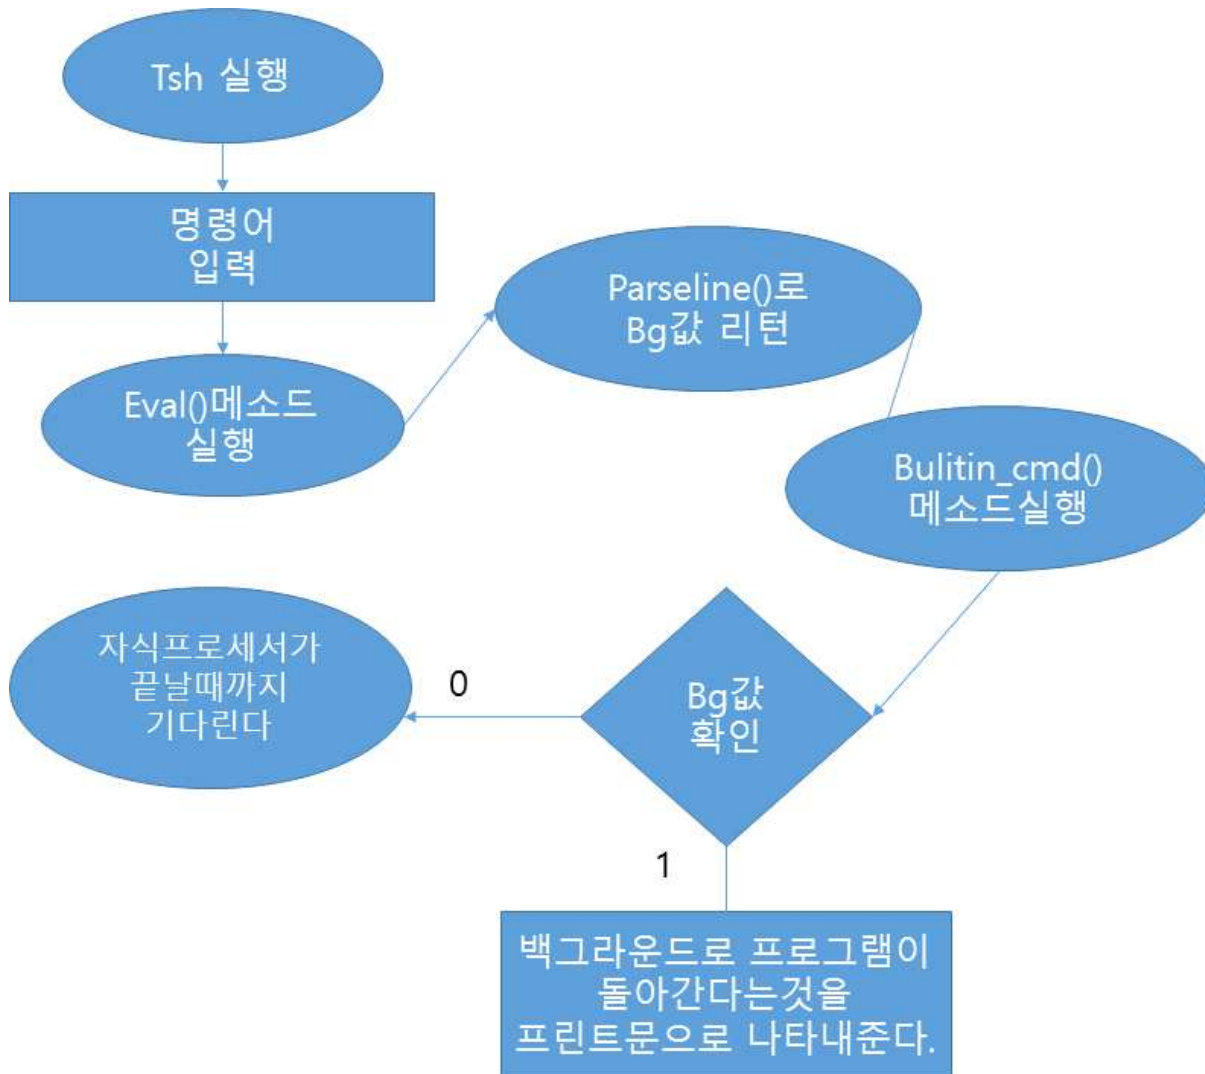 Tsh 실행
명령어
입력
Eval()메소드
실행
Parseline()로
Bg값 리턴
Bulitin_cmd()
메소드실행
Bg값
확인
0
자식프로세서가
끝날때까지
기다린다
1
백그라운드로 프로그램이
돌아간다는것을
프린트문으로 나타내준다.